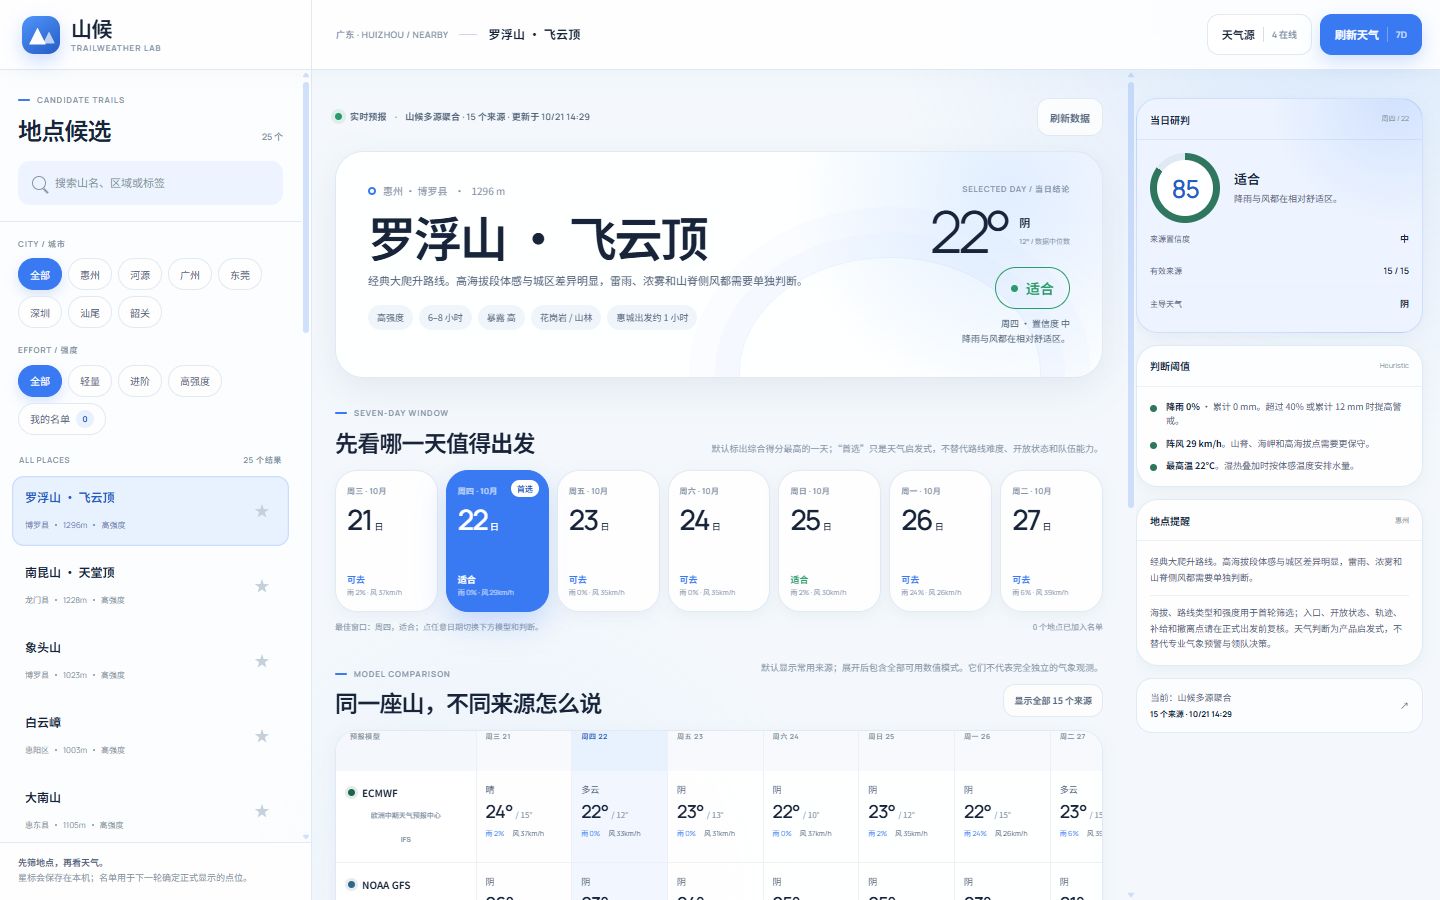 山候
TRAILWEATHER LAB
广东 · HUIZHOU / NEARBY
罗浮山 · 飞云顶
天气源 4 在线
刷新天气 7D
CANDIDATE TRAILS
地点候选
25 个
搜索山名、区域或标签
CITY / 城市
全部 惠州 河源 广州 东莞
深圳 汕尾 韶关
EFFORT / 强度
全部 轻量 进阶 高强度
我的名单 0
ALL PLACES
25 个结果
罗浮山 · 飞云顶
博罗县 · 1296m · 高强度
★
南昆山 · 天堂顶
龙门县 · 1228m · 高强度
★
象头山
博罗县 · 1023m · 高强度
★
白云嶂
惠阳区 · 1003m · 高强度
★
大南山
惠东县 · 1105m · 高强度
★
先筛地点，再看天气。
星标会保存在本机；名单用于下一轮确定正式显示的点位。
实时预报 · 山候多源聚合 · 15 个来源 · 更新于 10/21 14:29
刷新数据
惠州 · 博罗县 · 1296 m
罗浮山 · 飞云顶
经典大爬升路线。高海拔段体感与城区差异明显，雷雨、浓雾和山脊侧风都需要单独判断。
高强度 6–8 小时 暴露 高 花岗岩 / 山林 惠城出发约 1 小时
SELECTED DAY / 当日结论
22° 阴
12° / 数据中位数
适合
周四 · 置信度 中
降雨与风都在相对舒适区。
SEVEN-DAY WINDOW
先看哪一天值得出发
默认标出综合得分最高的一天；“首选”只是天气启发式，不替代路线难度、开放状态和队伍能力。
周三 · 10月
21 日
可去
雨 2% · 风 37km/h
周四 · 10月 首选
22 日
适合
雨 0% · 风 29km/h
周五 · 10月
23 日
可去
雨 0% · 风 35km/h
周六 · 10月
24 日
可去
雨 0% · 风 35km/h
周日 · 10月
25 日
适合
雨 2% · 风 30km/h
周一 · 10月
26 日
可去
雨 24% · 风 26km/h
周二 · 10月
27 日
可去
雨 6% · 风 39km/h
最佳窗口：周四，适合；点任意日期切换下方模型和判断。
0 个地点已加入名单
MODEL COMPARISON
同一座山，不同来源怎么说
默认显示常用来源；展开后包含全部可用数值模式。它们不代表完全独立的气象观测。
显示全部 15 个来源
预报模型 周三 21 周四 22 周五 23 周六 24 周日 25 周一 26 周二 27
ECMWF
欧洲中期天气预报中心
IFS
晴 多云 阴 阴 阴 阴 多云
24° / 15° 22° / 12° 23° / 13° 22° / 10° 23° / 12° 22° / 15° 23° / 15
雨 2% 风 37km/h 雨 0% 风 33km/h 雨 0% 风 31km/h 雨 0% 风 37km/h 雨 2% 风 35km/h 雨 24% 风 26km/h 雨 6% 风 39
NOAA GFS
阴 阴 阴 阴 阴 阴 阴
当日研判
周四 / 22
85
适合
降雨与风都在相对舒适区。
来源置信度 中
有效来源 15 / 15
主导天气 阴
判断阈值
Heuristic
降雨 0% · 累计 0 mm。超过 40% 或累计 12 mm 时提高警
戒。
阵风 29 km/h。山脊、海岬和高海拔点需要更保守。
最高温 22°C。湿热叠加时按体感温度安排水量。
地点提醒
惠州
经典大爬升路线。高海拔段体感与城区差异明显，雷雨、浓雾和
山脊侧风都需要单独判断。
海拔、路线类型和强度用于首轮筛选；入口、开放状态、轨迹、
补给和撤离点请在正式出发前复核。天气判断为产品启发式，不
替代专业气象预警与领队决策。
当前：山候多源聚合
15 个来源 · 10/21 14:29
↗